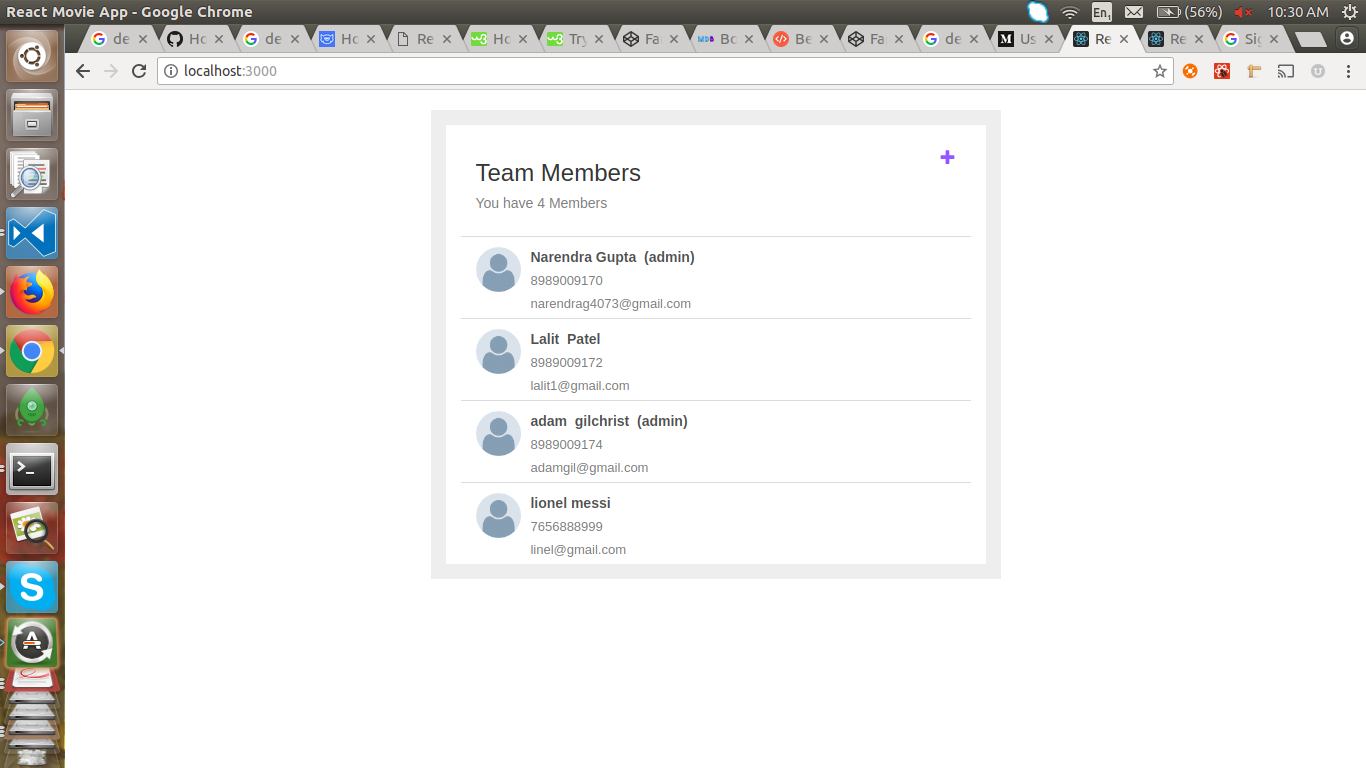 React Movie App - Google Chrome
En1
(56%)
10:30 AM
de
Ho
de
Ho
Re
Ho
Try
Fa
Bo
Be
Fa
de
Us
Re
Re
Sig
localhost:3000
Team Members
You have 4 Members
Narendra Gupta (admin)
8989009170
narendrag4073@gmail.com
Lalit Patel
8989009172
lalit1@gmail.com
adam gilchrist (admin)
8989009174
adamgil@gmail.com
lionel messi
7656888999
linel@gmail.com